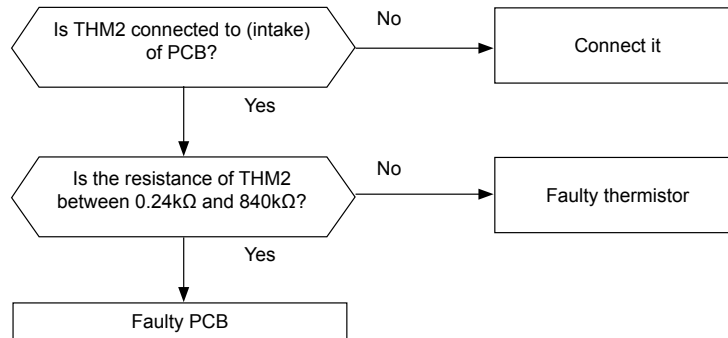 Is THM2 connected to (intake)
of PCB?
No
Connect it
Yes
Is the resistance of THM2
between 0.24kΩ and 840kΩ?
No
Faulty thermistor
Yes
Faulty PCB